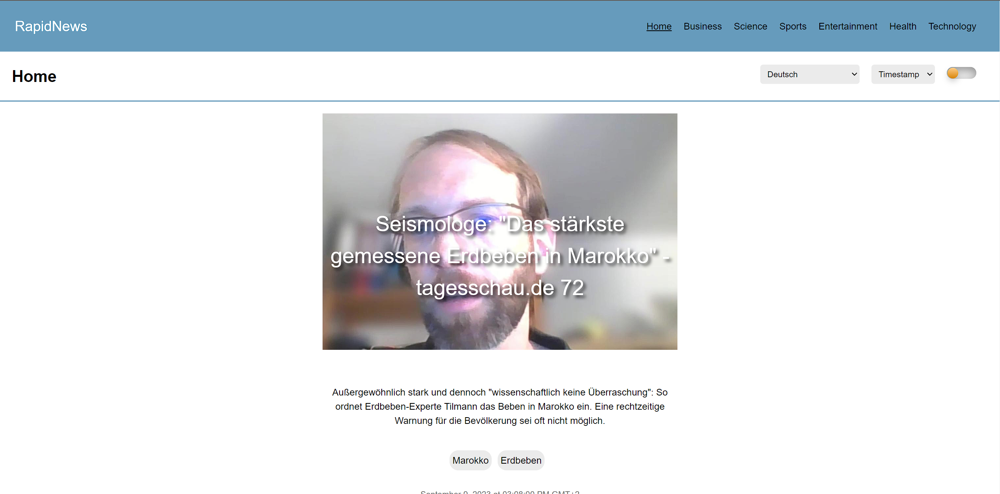 RapidNews
Home Business Science Sports Entertainment Health Technology
Home
Deutsch
Timestamp
Seismologe: "Das stärkste
gemessene Erdbeben in Marokko" -
tagesschau.de 72
Außergewöhnlich stark und dennoch "wissenschaftlich keine Überraschung": So
ordnet Erdbeben-Experte Tilmann das Beben in Marokko ein. Eine rechtzeitige
Warnung für die Bevölkerung sei oft nicht möglich.
Marokko
Erdbeben
September 9, 2023 at 03:08:00 PM GMT+2